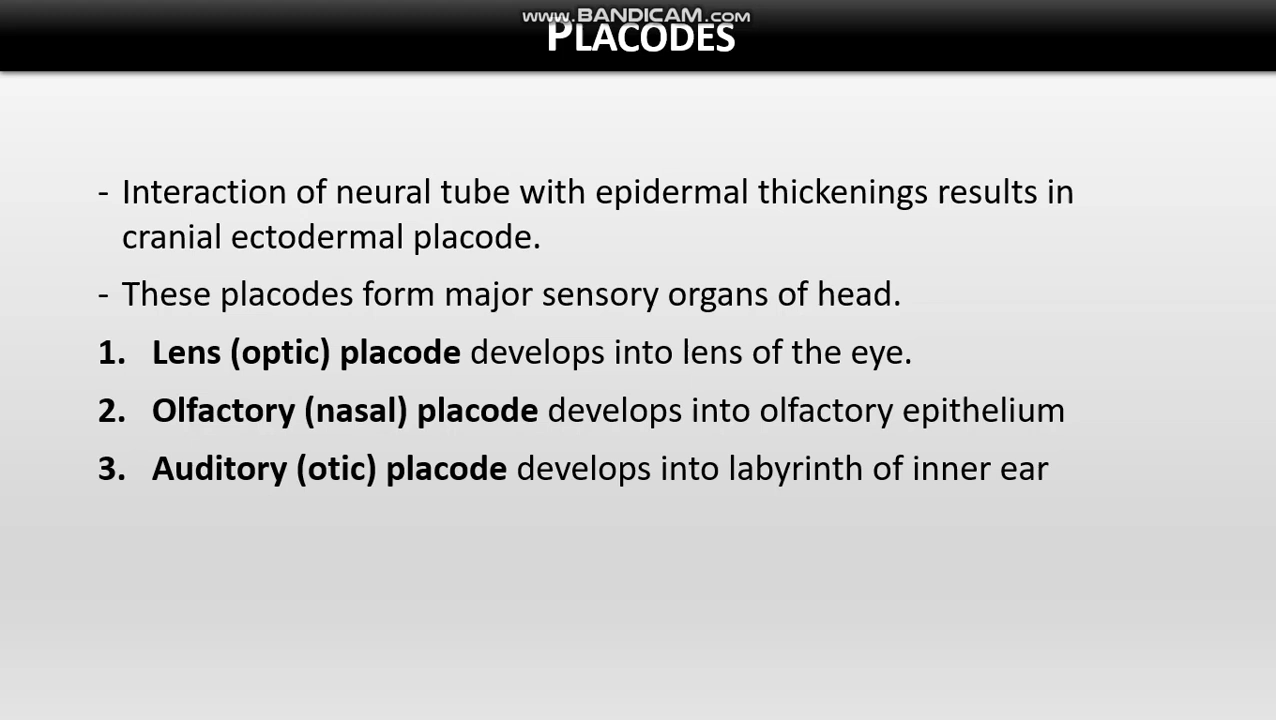 www.BANDICAM.com
PLACODES
- Interaction of neural tube with epidermal thickenings results in
cranial ectodermal placode.
- These placodes form major sensory organs of head.
1. Lens (optic) placode develops into lens of the eye.
2. Olfactory (nasal) placode develops into olfactory epithelium
3. Auditory (otic) placode develops into labyrinth of inner ear